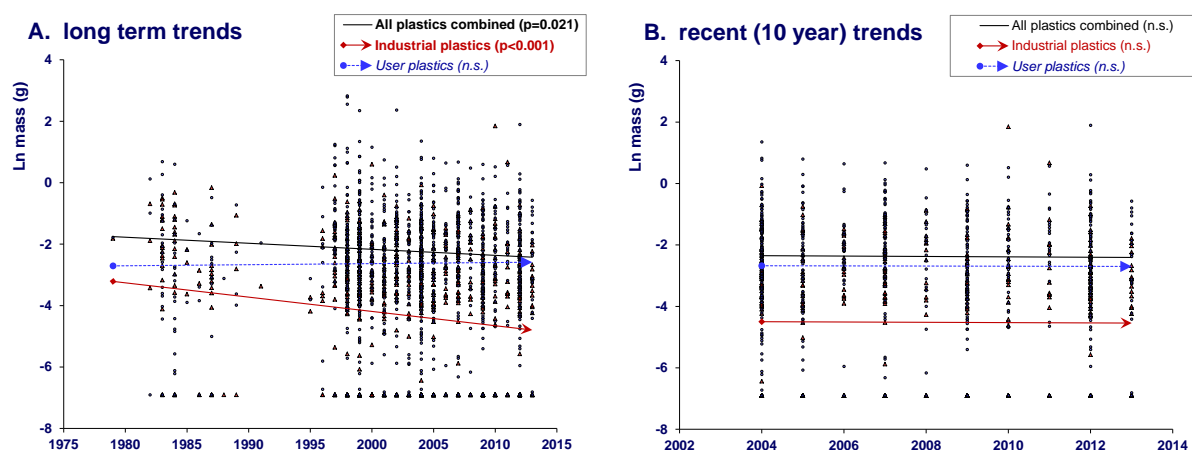 A. long term trends
All plastics combined (p=0.021)
Industrial plastics (p<0.001)
User plastics (n.s.)
Ln mass (g)
4
2
0
-2
-4
-6
-8
1975 1980 1985 1990 1995 2000 2005 2010 2015
B. recent (10 year) trends
All plastics combined (n.s.)
Industrial plastics (n.s.)
User plastics (n.s.)
Ln mass (g)
4
2
0
-2
-4
-6
-8
2002 2004 2006 2008 2010 2012 2014